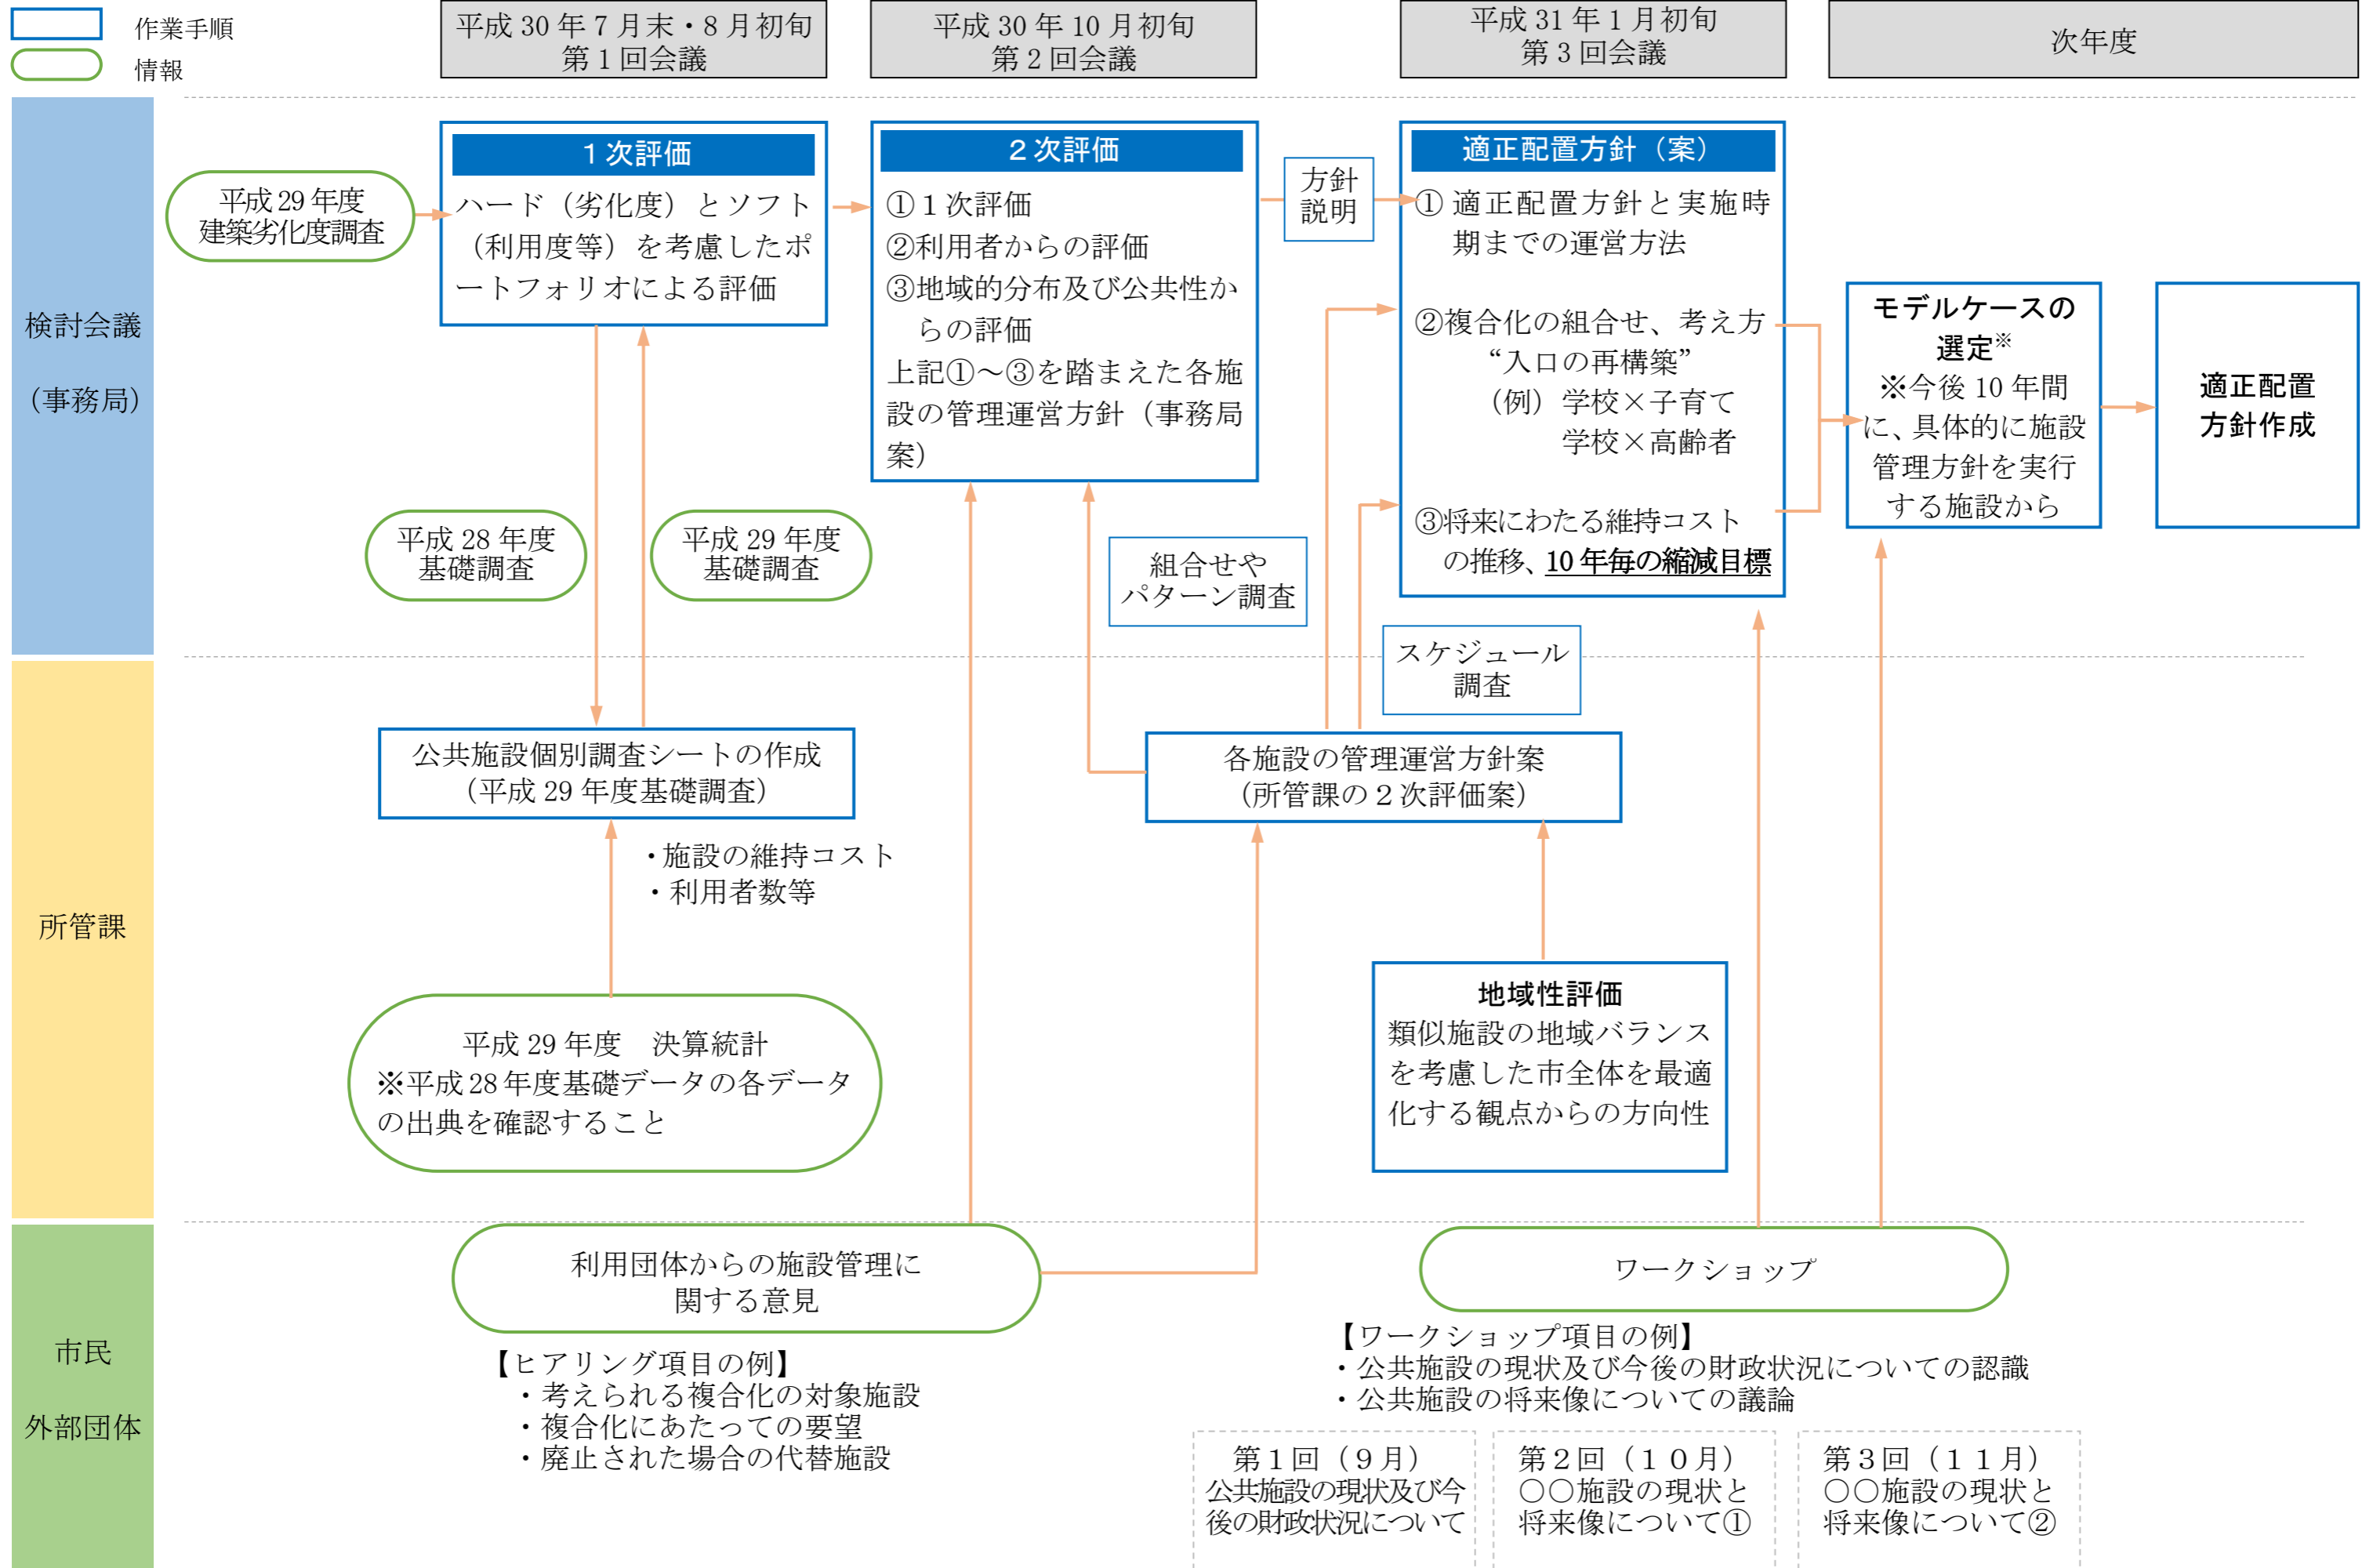 作業手順
情報
平成 30 年 7 月末・8 月初旬
第 1 回会議
平成 30 年 10 月初旬
第 2 回会議
平成 31 年 1 月初旬
第 3 回会議
次年度
検討会議
（事務局）
平成 29 年度
建築劣化度調査
１次評価
ハード（劣化度）とソフト
（利用度等）を考慮したポ
ートフォリオによる評価
２次評価
①１次評価
②利用者からの評価
③地域的分布及び公共性か
らの評価
上記①～③を踏まえた各施
設の管理運営方針（事務局
案）
方針
説明
適正配置方針（案）
① 適正配置方針と実施時
期までの運営方法
②複合化の組合せ、考え方
“入口の再構築”
（例）学校×子育て
学校×高齢者
③将来にわたる維持コスト
の推移、10 年毎の縮減目標
モデルケースの
選定※
※今後 10 年間
に、具体的に施設
管理方針を実行
する施設から
適正配置
方針作成
平成 28 年度
基礎調査
平成 29 年度
基礎調査
組合せや
パターン調査
スケジュール
調査
所管課
公共施設個別調査シートの作成
（平成 29 年度基礎調査）
・施設の維持コスト
・利用者数等
各施設の管理運営方針案
（所管課の２次評価案）
平成 29 年度　決算統計
※平成 28 年度基礎データの各データ
の出典を確認すること
地域性評価
類似施設の地域バランス
を考慮した市全体を最適
化する観点からの方向性
市民
外部団体
利用団体からの施設管理に
関する意見
【ヒアリング項目の例】
・考えられる複合化の対象施設
・複合化にあたっての要望
・廃止された場合の代替施設
ワークショップ
【ワークショップ項目の例】
・公共施設の現状及び今後の財政状況についての認識
・公共施設の将来像についての議論
第１回（９月）
公共施設の現状及び今
後の財政状況について
第２回（１０月）
○○施設の現状と
将来像について①
第３回（１１月）
○○施設の現状と
将来像について②